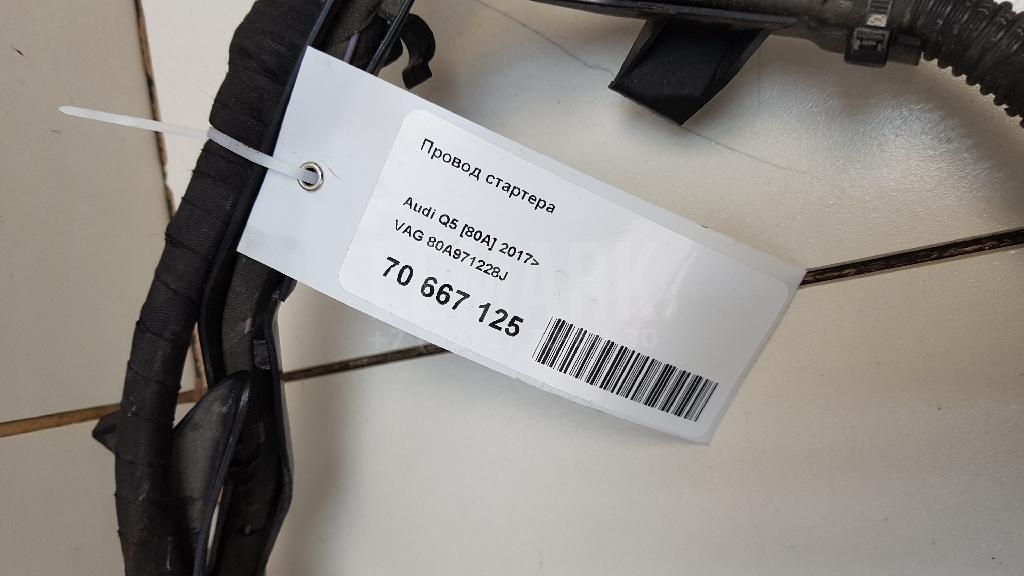 Провод стартера
Audi Q5 [80A] 2017>
VAG 80A971228J
70 667 125